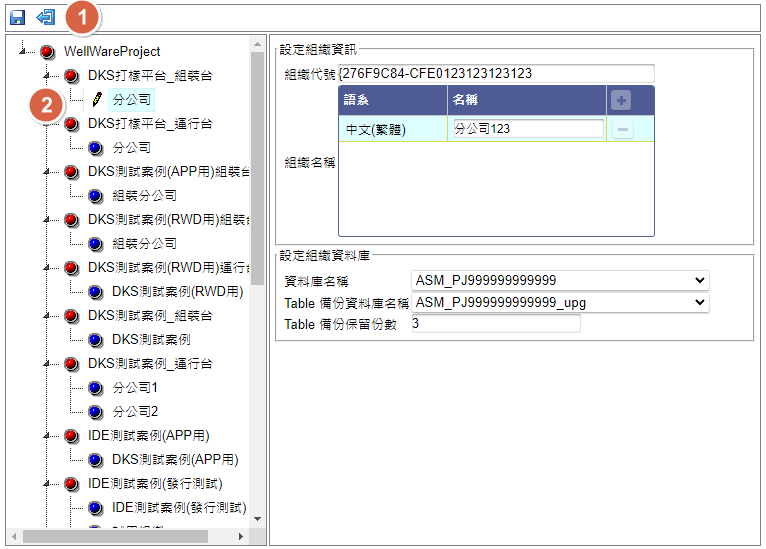 1
WellWareProject
DKS打樣平台_組裝台
2
分公司
DKS打樣平台_運行台
分公司
DKS測試案例(APP用)組裝台
組裝分公司
DKS測試案例(RWD用)組裝
組裝分公司
DKS測試案例(RWD用)運行
DKS測試案例(RWD用)
DKS測試案例_組裝台
DKS測試案例
DKS測試案例_運行台
分公司1
分公司2
IDE測試案例(APP用)
DKS測試案例(APP用)
IDE測試案例(發行測試)
IDE測試案例(發行測試)
設定組織資訊
組織代號 {276F9C84-CFE0123123123123
語系 名稱
中文(繁體) 分公司123
組織名稱
設定組織資料庫
資料庫名稱 ASM_PJ999999999999
Table 備份資料庫名稱 ASM_PJ999999999999_upg
Table 備份保留份數 3